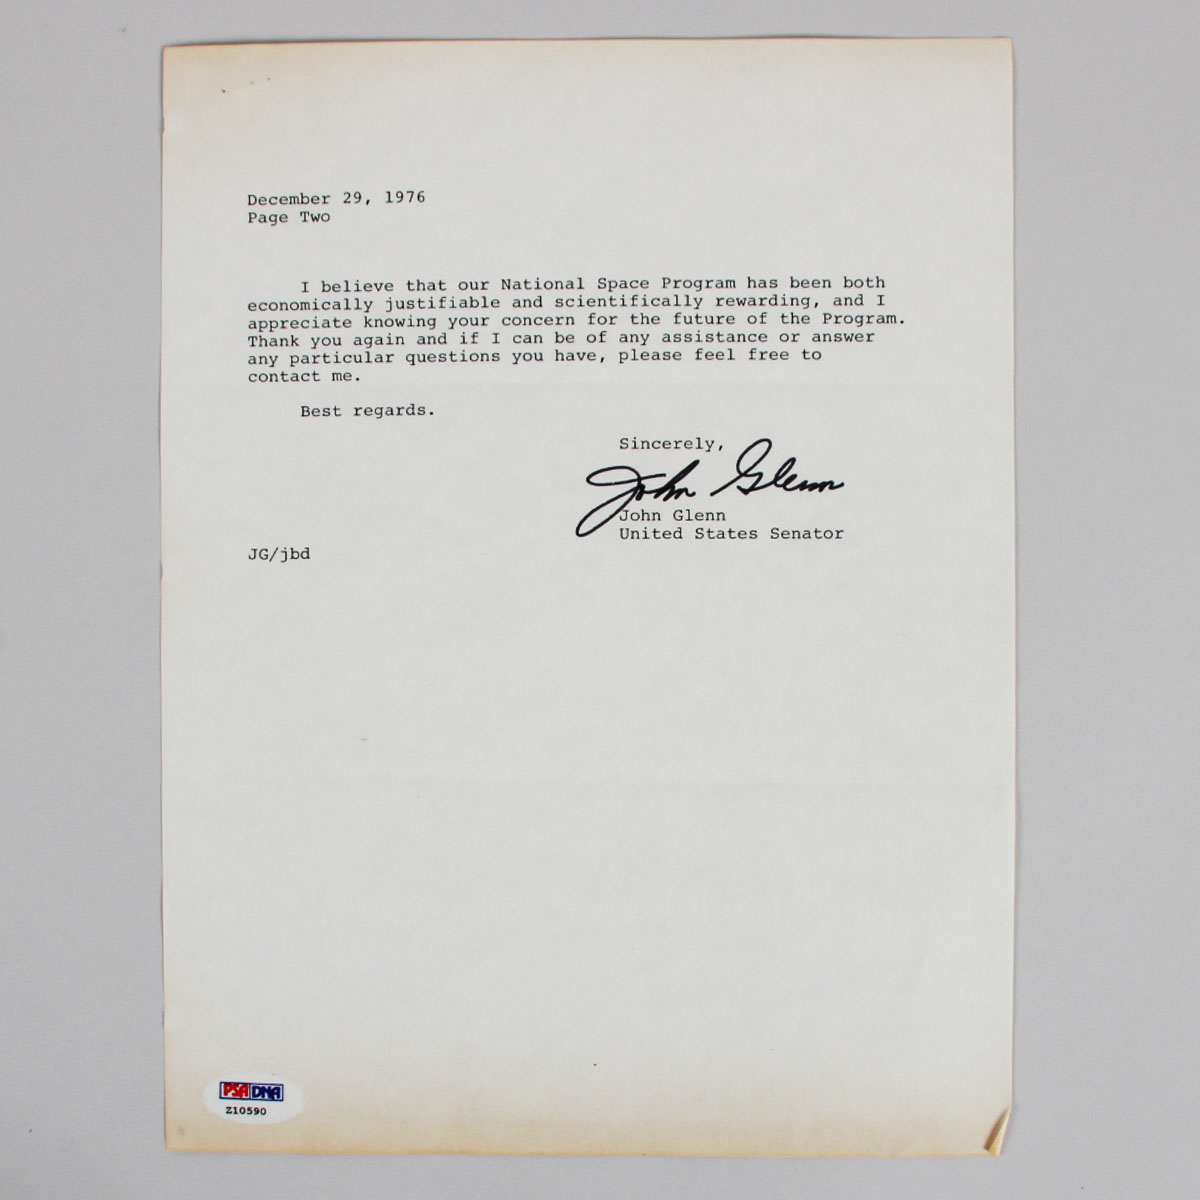 December 29, 1976
Page Two
I believe that our National Space Program has been both
economically justifiable and scientifically rewarding, and I
appreciate knowing your concern for the future of the Program.
Thank you again and if I can be of any assistance or answer
any particular questions you have, please feel free to
contact me.
Best regards.
Sincerely,
John Glenn
John Glenn
United States Senator
JG/jbd
PSA DNA
Z10590